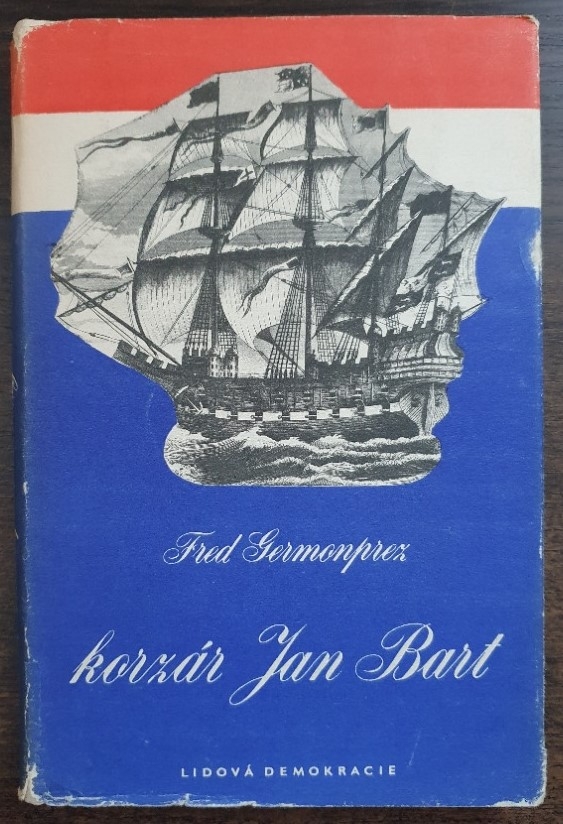 Fred Germonprez
korzár Jan Bart
LIDOVÁ DEMOKRACIE